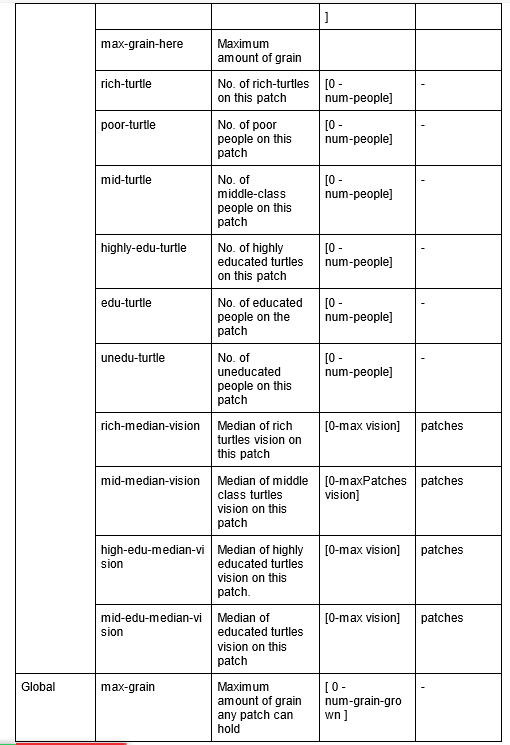 ]
max-grain-here
Maximum
amount of grain
rich-turtle
No. of rich-turtles
on this patch
[0 -
num-people]
-
poor-turtle
No. of poor
people on this
patch
[0 -
num-people]
-
mid-turtle
No. of
middle-class
people on this
patch
[0 -
num-people]
-
highly-edu-turtle
No. of highly
educated turtles
on this patch
[0 -
num-people]
-
edu-turtle
No. of educated
people on the
patch
[0 -
num-people]
-
unedu-turtle
No. of
uneducated
people on this
patch
[0 -
num-people]
-
rich-median-vision
Median of rich
turtles vision on
this patch
[0-max vision]
patches
mid-median-vision
Median of middle
class turtles
vision on this
patch
[0-maxPatches
vision]
patches
high-edu-median-vi
sion
Median of highly
educated turtles
vision on this
patch.
[0-max vision]
patches
mid-edu-median-vi
sion
Median of
educated turtles
vision on this
patch
[0-max vision]
patches
Global
max-grain
Maximum
amount of grain
any patch can
hold
[ 0 -
num-grain-gro
wn ]
-